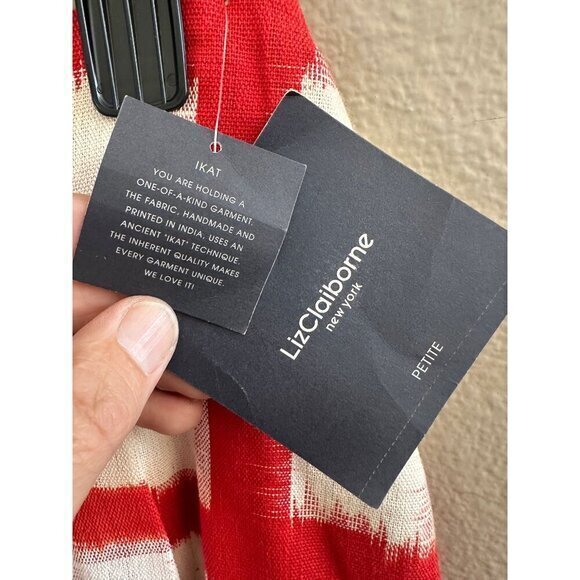 IKAT
YOU ARE HOLDING A
ONE-OF-A-KIND GARMENT.
THE FABRIC, HANDMADE AND
PRINTED IN INDIA, USES AN
ANCIENT "IKAT" TECHNIQUE.
THE INHERENT QUALITY MAKES
EVERY GARMENT UNIQUE.
WE LOVE IT!
LizClaiborne
new york
PETITE